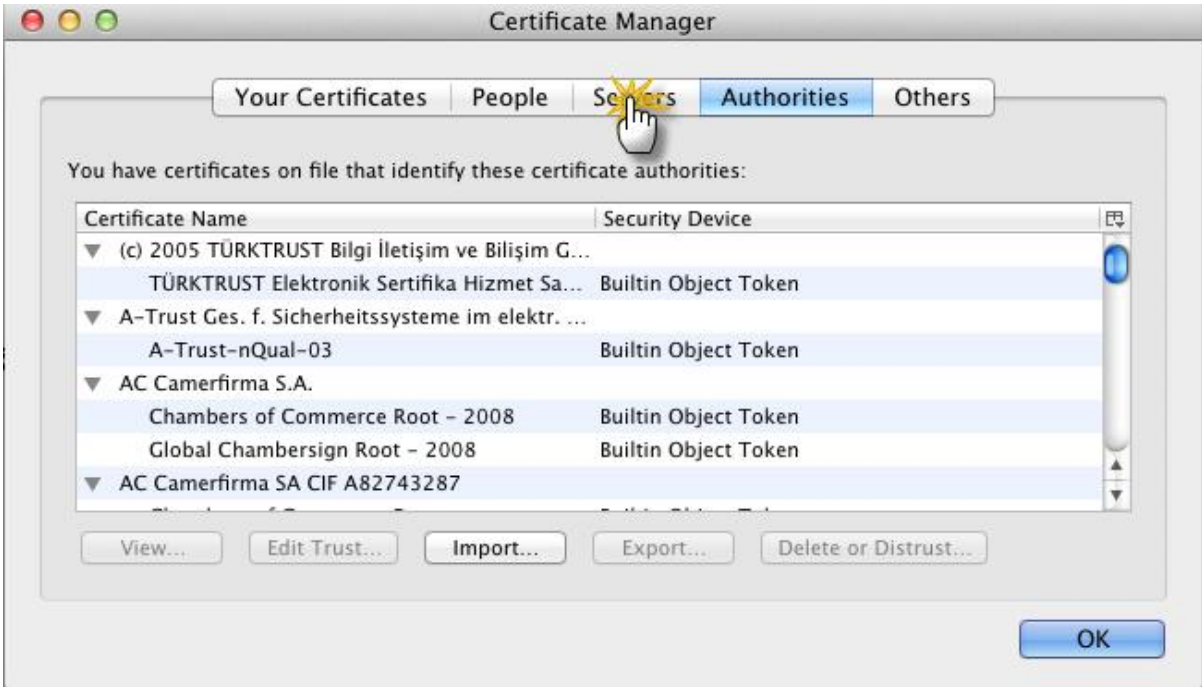 Certificate Manager
Your Certificates People Servers Authorities Others
You have certificates on file that identify these certificate authorities:
Certificate Name Security Device
(c) 2005 TÜRKTRUST Bilgi İletişim ve Bilişim G...
TÜRKTRUST Elektronik Sertifika Hizmet Sa... Builtin Object Token
A-Trust Ges. f. Sicherheitssysteme im elektr. ...
A-Trust-nQual-03 Builtin Object Token
AC Camerfirma S.A.
Chambers of Commerce Root - 2008 Builtin Object Token
Global Chambersign Root - 2008 Builtin Object Token
AC Camerfirma SA CIF A82743287
View... Edit Trust... Import... Export... Delete or Distrust...
OK